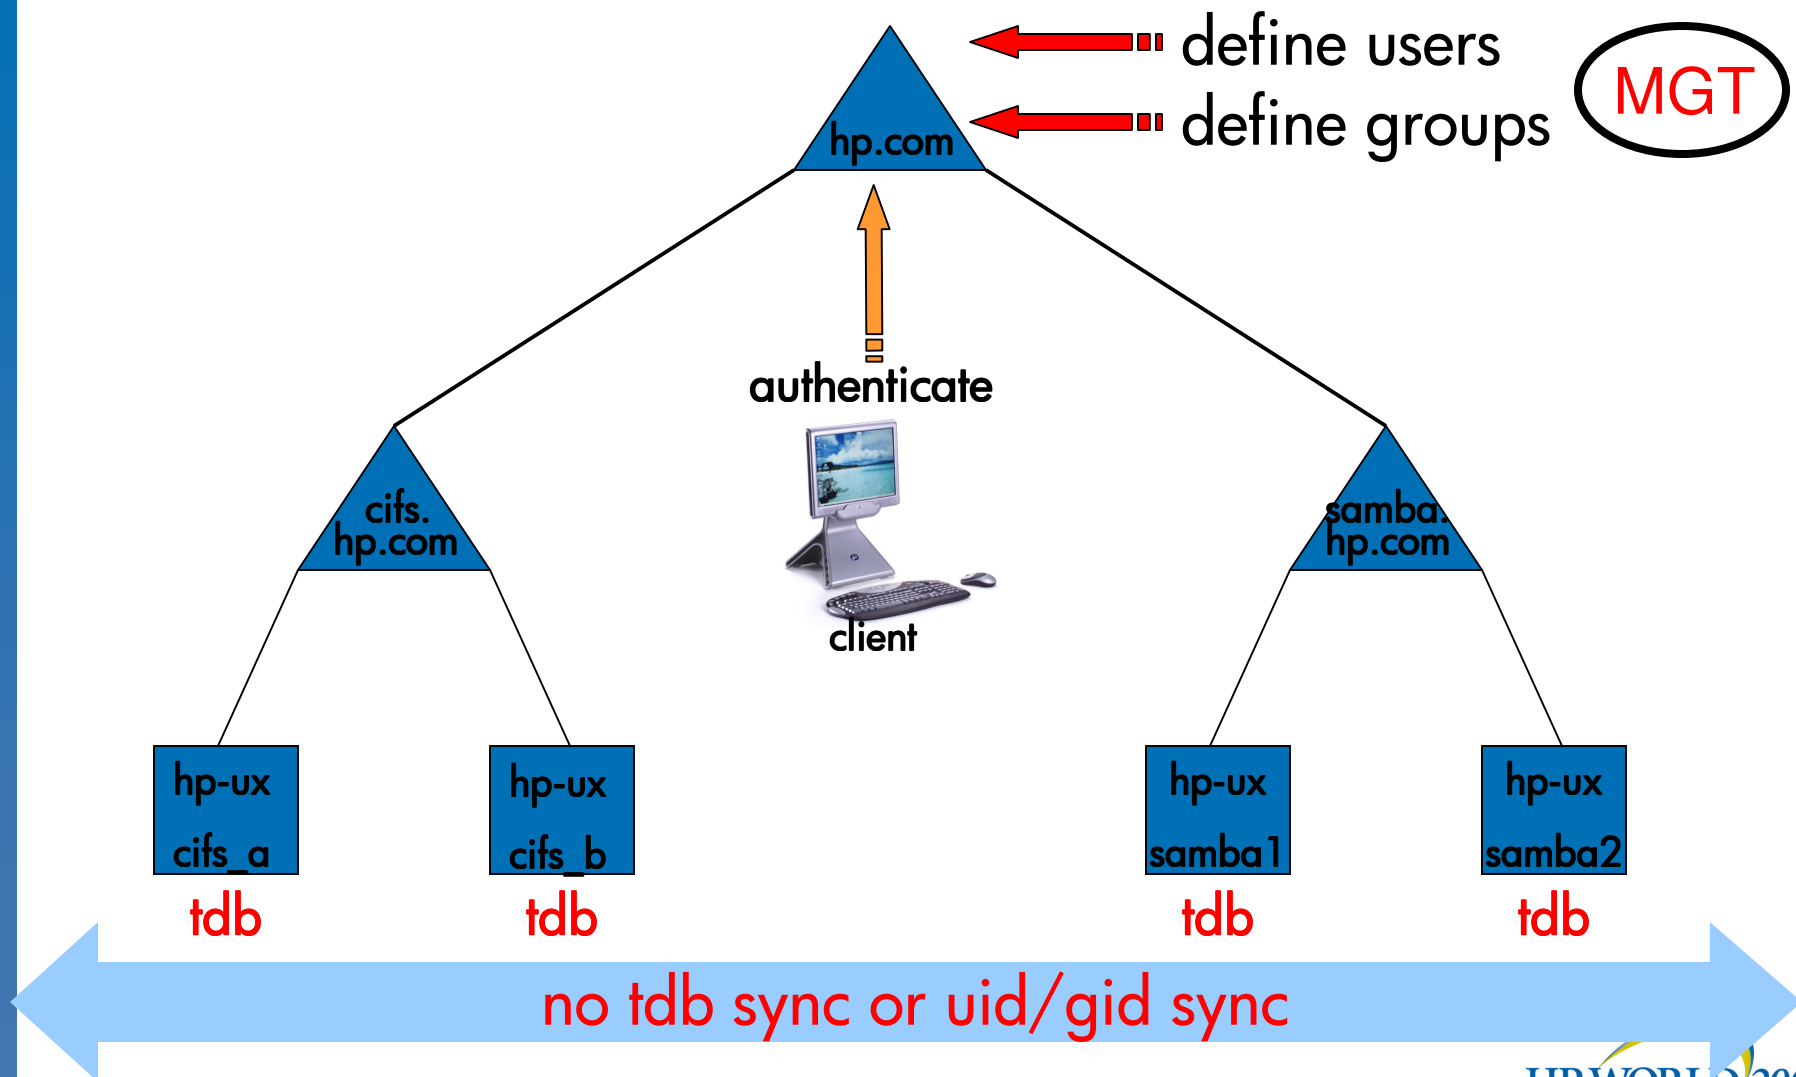 define users
MGT
define groups
hp.com
authenticate
cifs.
hp.com
samba.
hp.com
client
hp-ux
cifs_a
hp-ux
cifs_b
hp-ux
samba1
hp-ux
samba2
tdb
tdb
tdb
tdb
no tdb sync or uid/gid sync